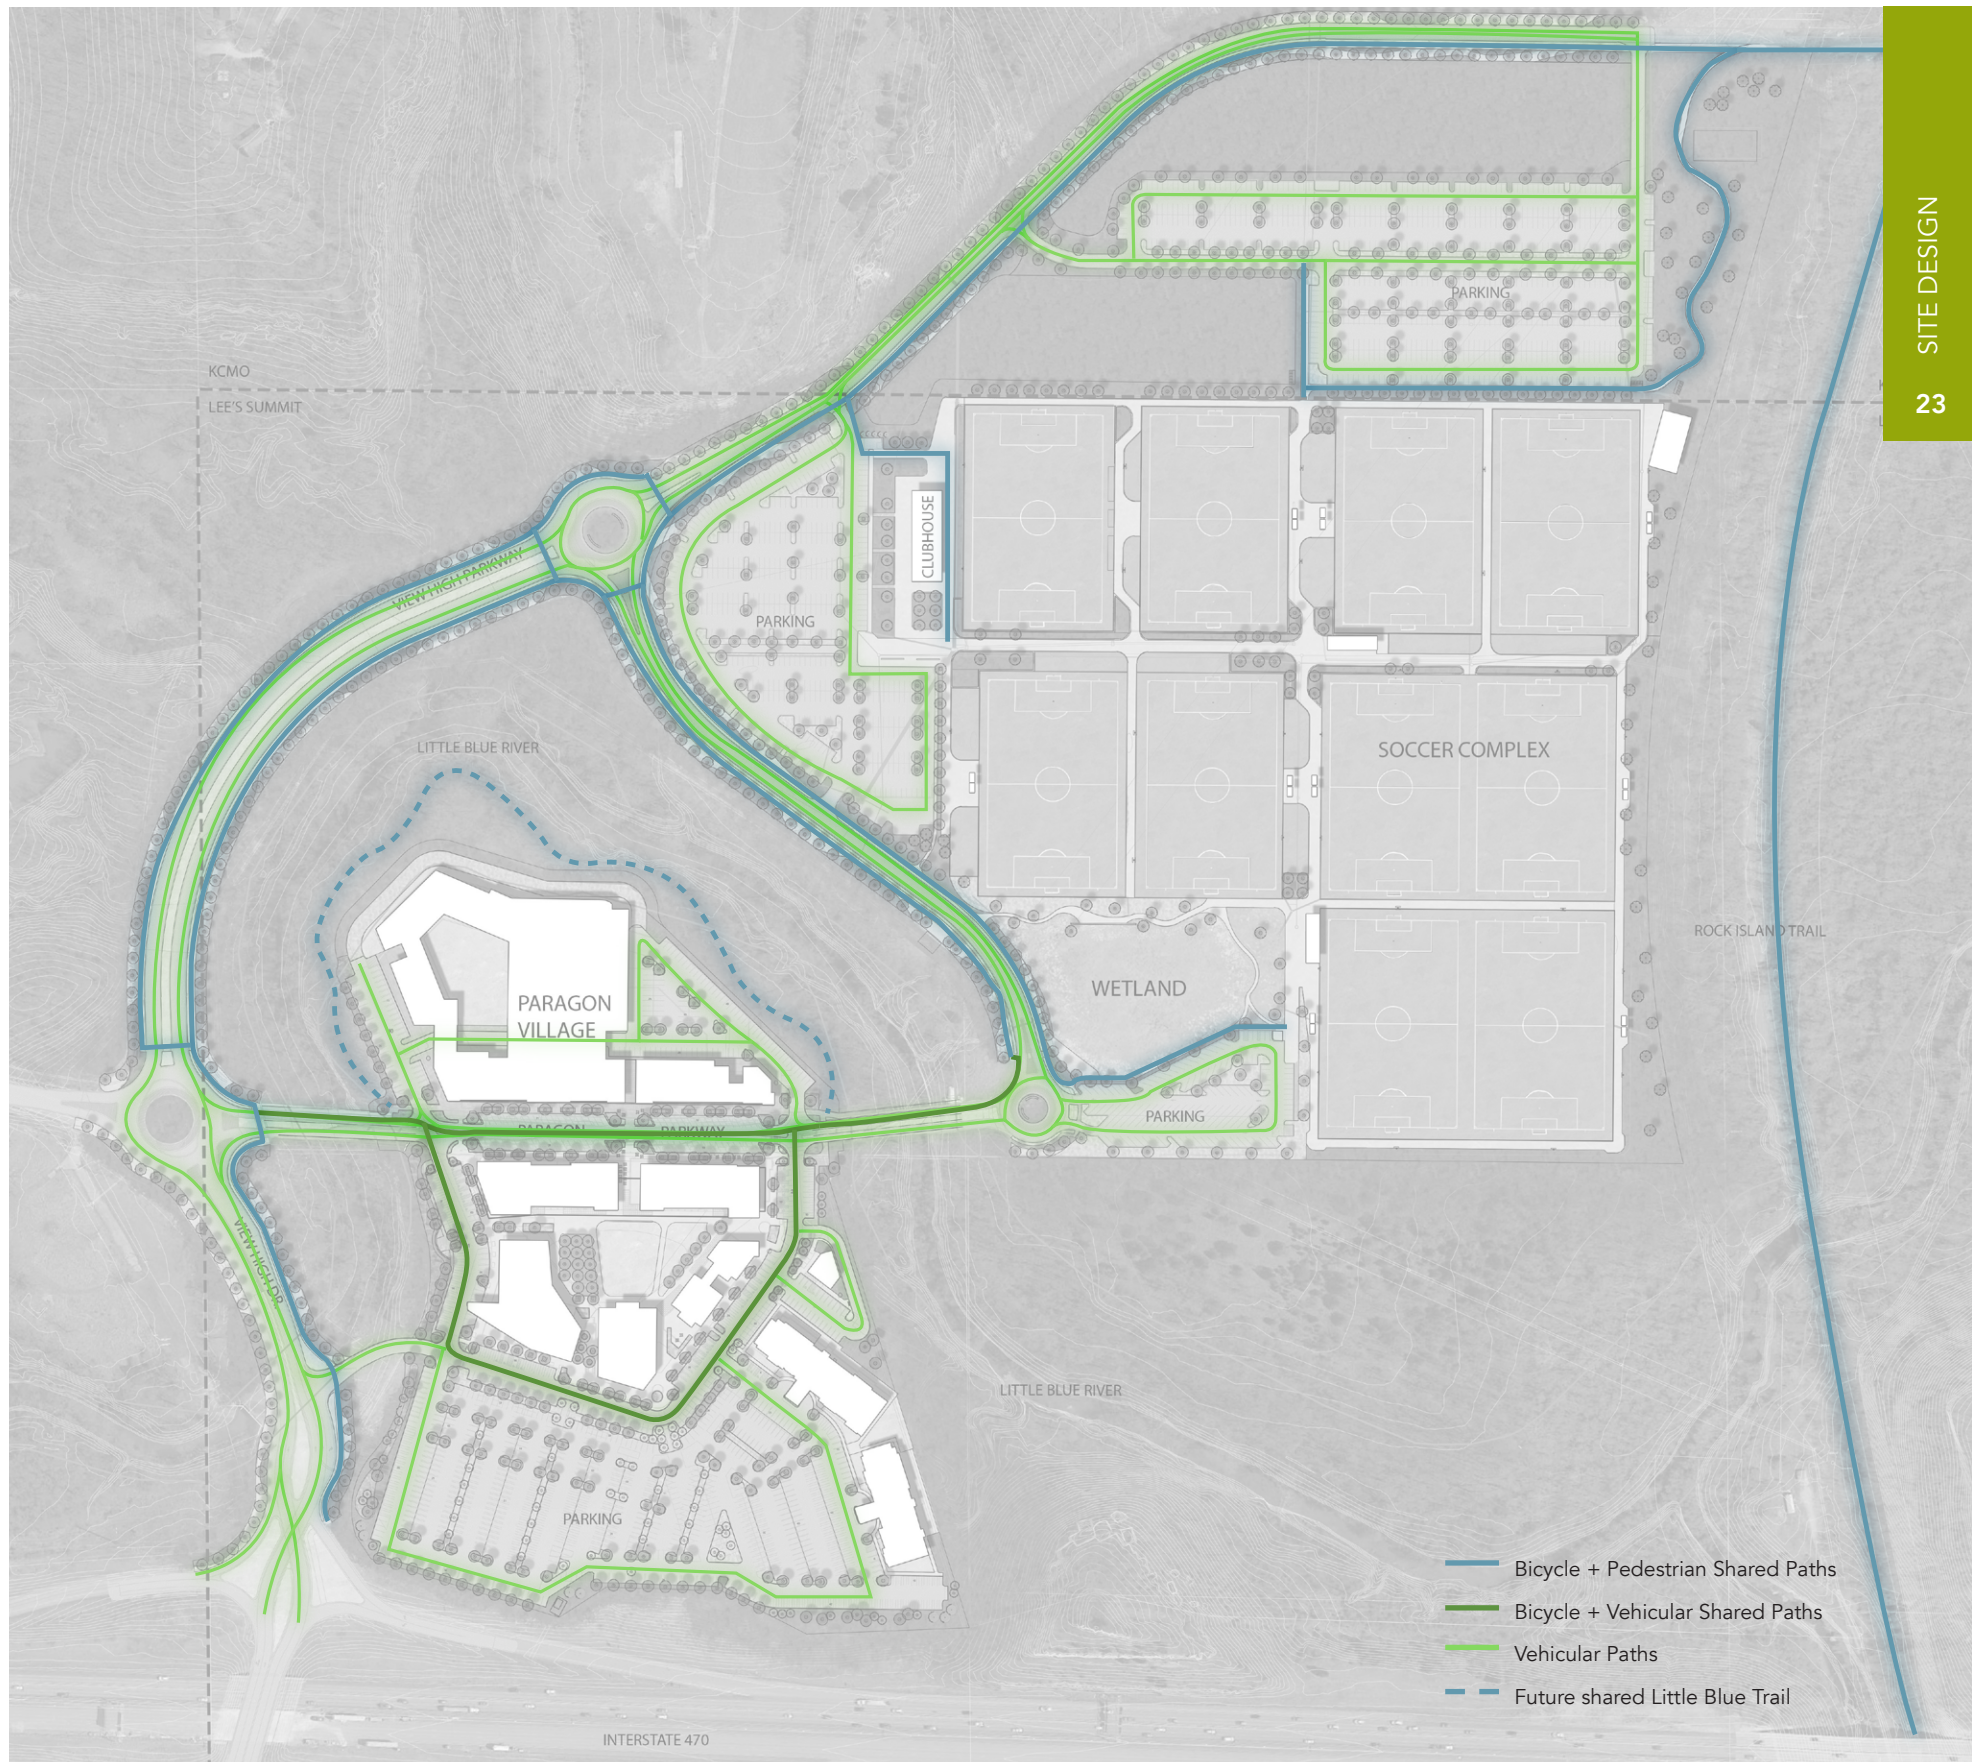 SITE DESIGN
23
KCMO
LEE'S SUMMIT
PARKING
CLUBHOUSE
VIEW HIGH PARKWAY
PARKING
LITTLE BLUE RIVER
SOCCER COMPLEX
ROCK ISLAND TRAIL
WETLAND
PARAGON
VILLAGE
PARKING
PARAGON PARKWAY
VIEW HIGH DR
LITTLE BLUE RIVER
PARKING
INTERSTATE 470
Bicycle + Pedestrian Shared Paths
Bicycle + Vehicular Shared Paths
Vehicular Paths
Future shared Little Blue Trail